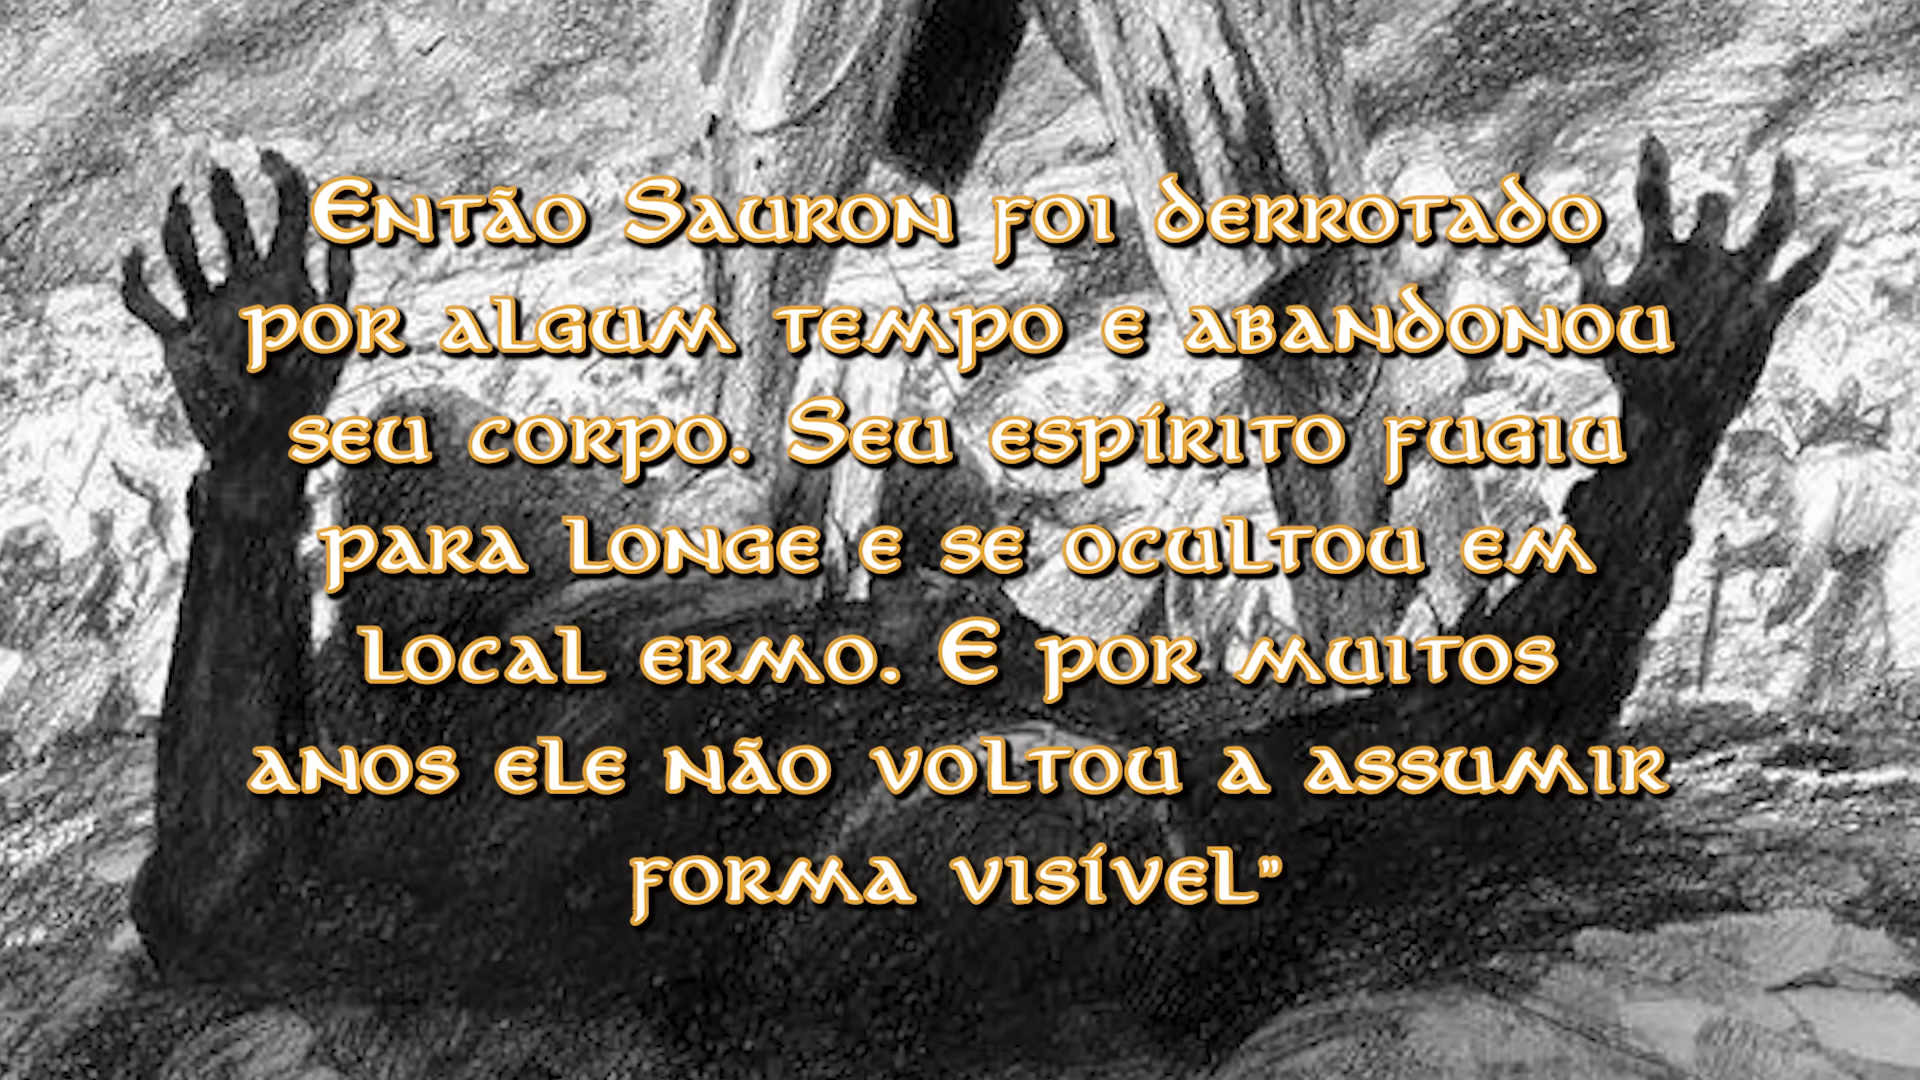 Então Sauron foi derrotado
por algum tempo e abandonou
seu corpo. Seu espírito fugiu
para longe e se ocultou em
local ermo. E por muitos
anos ele não voltou a assumir
forma visível”